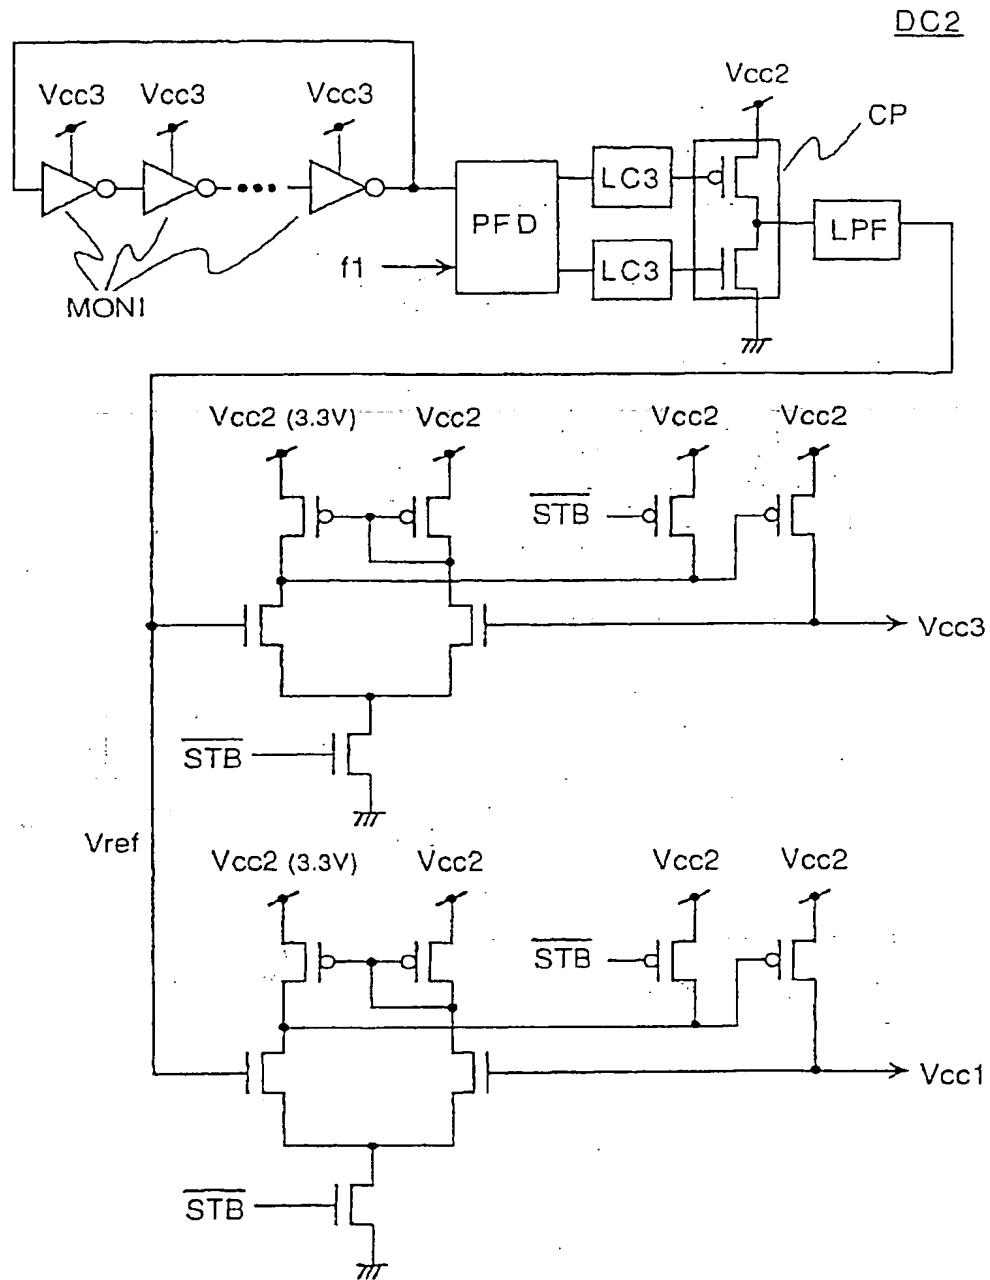 DC2
Vcc3 Vcc3 Vcc3
Vcc2
CP
LC3
PFD
LPF
f1
LC3
MONI
Vcc2 (3.3V) Vcc2 Vcc2 Vcc2
STB
Vcc3
STB
Vref
Vcc2 (3.3V) Vcc2 Vcc2 Vcc2
STB
Vcc1
STB